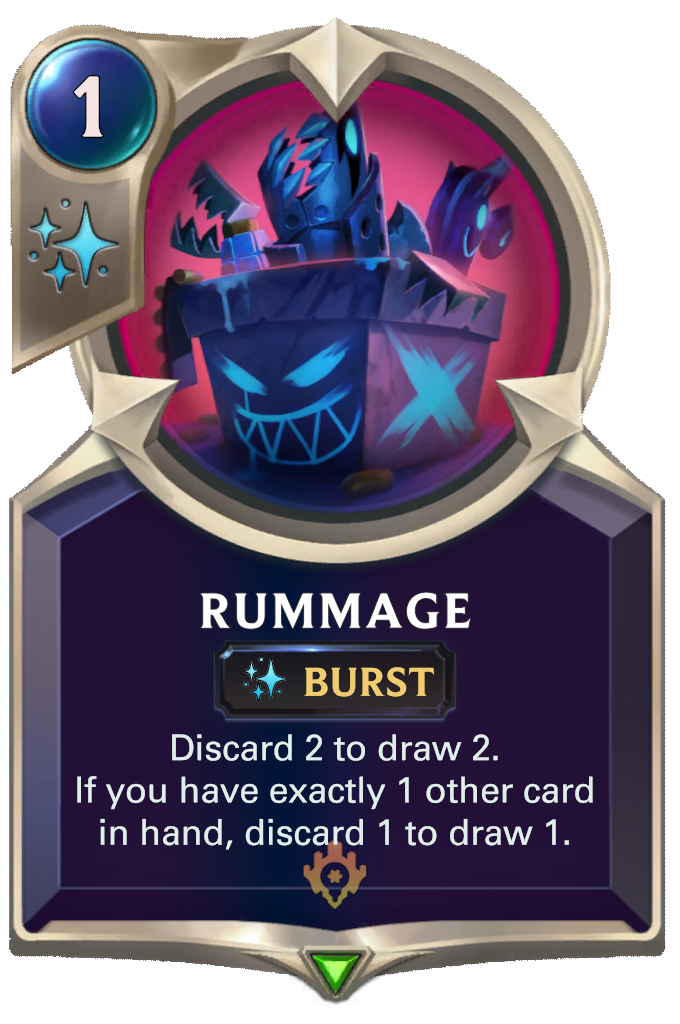 1
RUMMAGE
BURST
Discard 2 to draw 2.
If you have exactly 1 other card
in hand, discard 1 to draw 1.